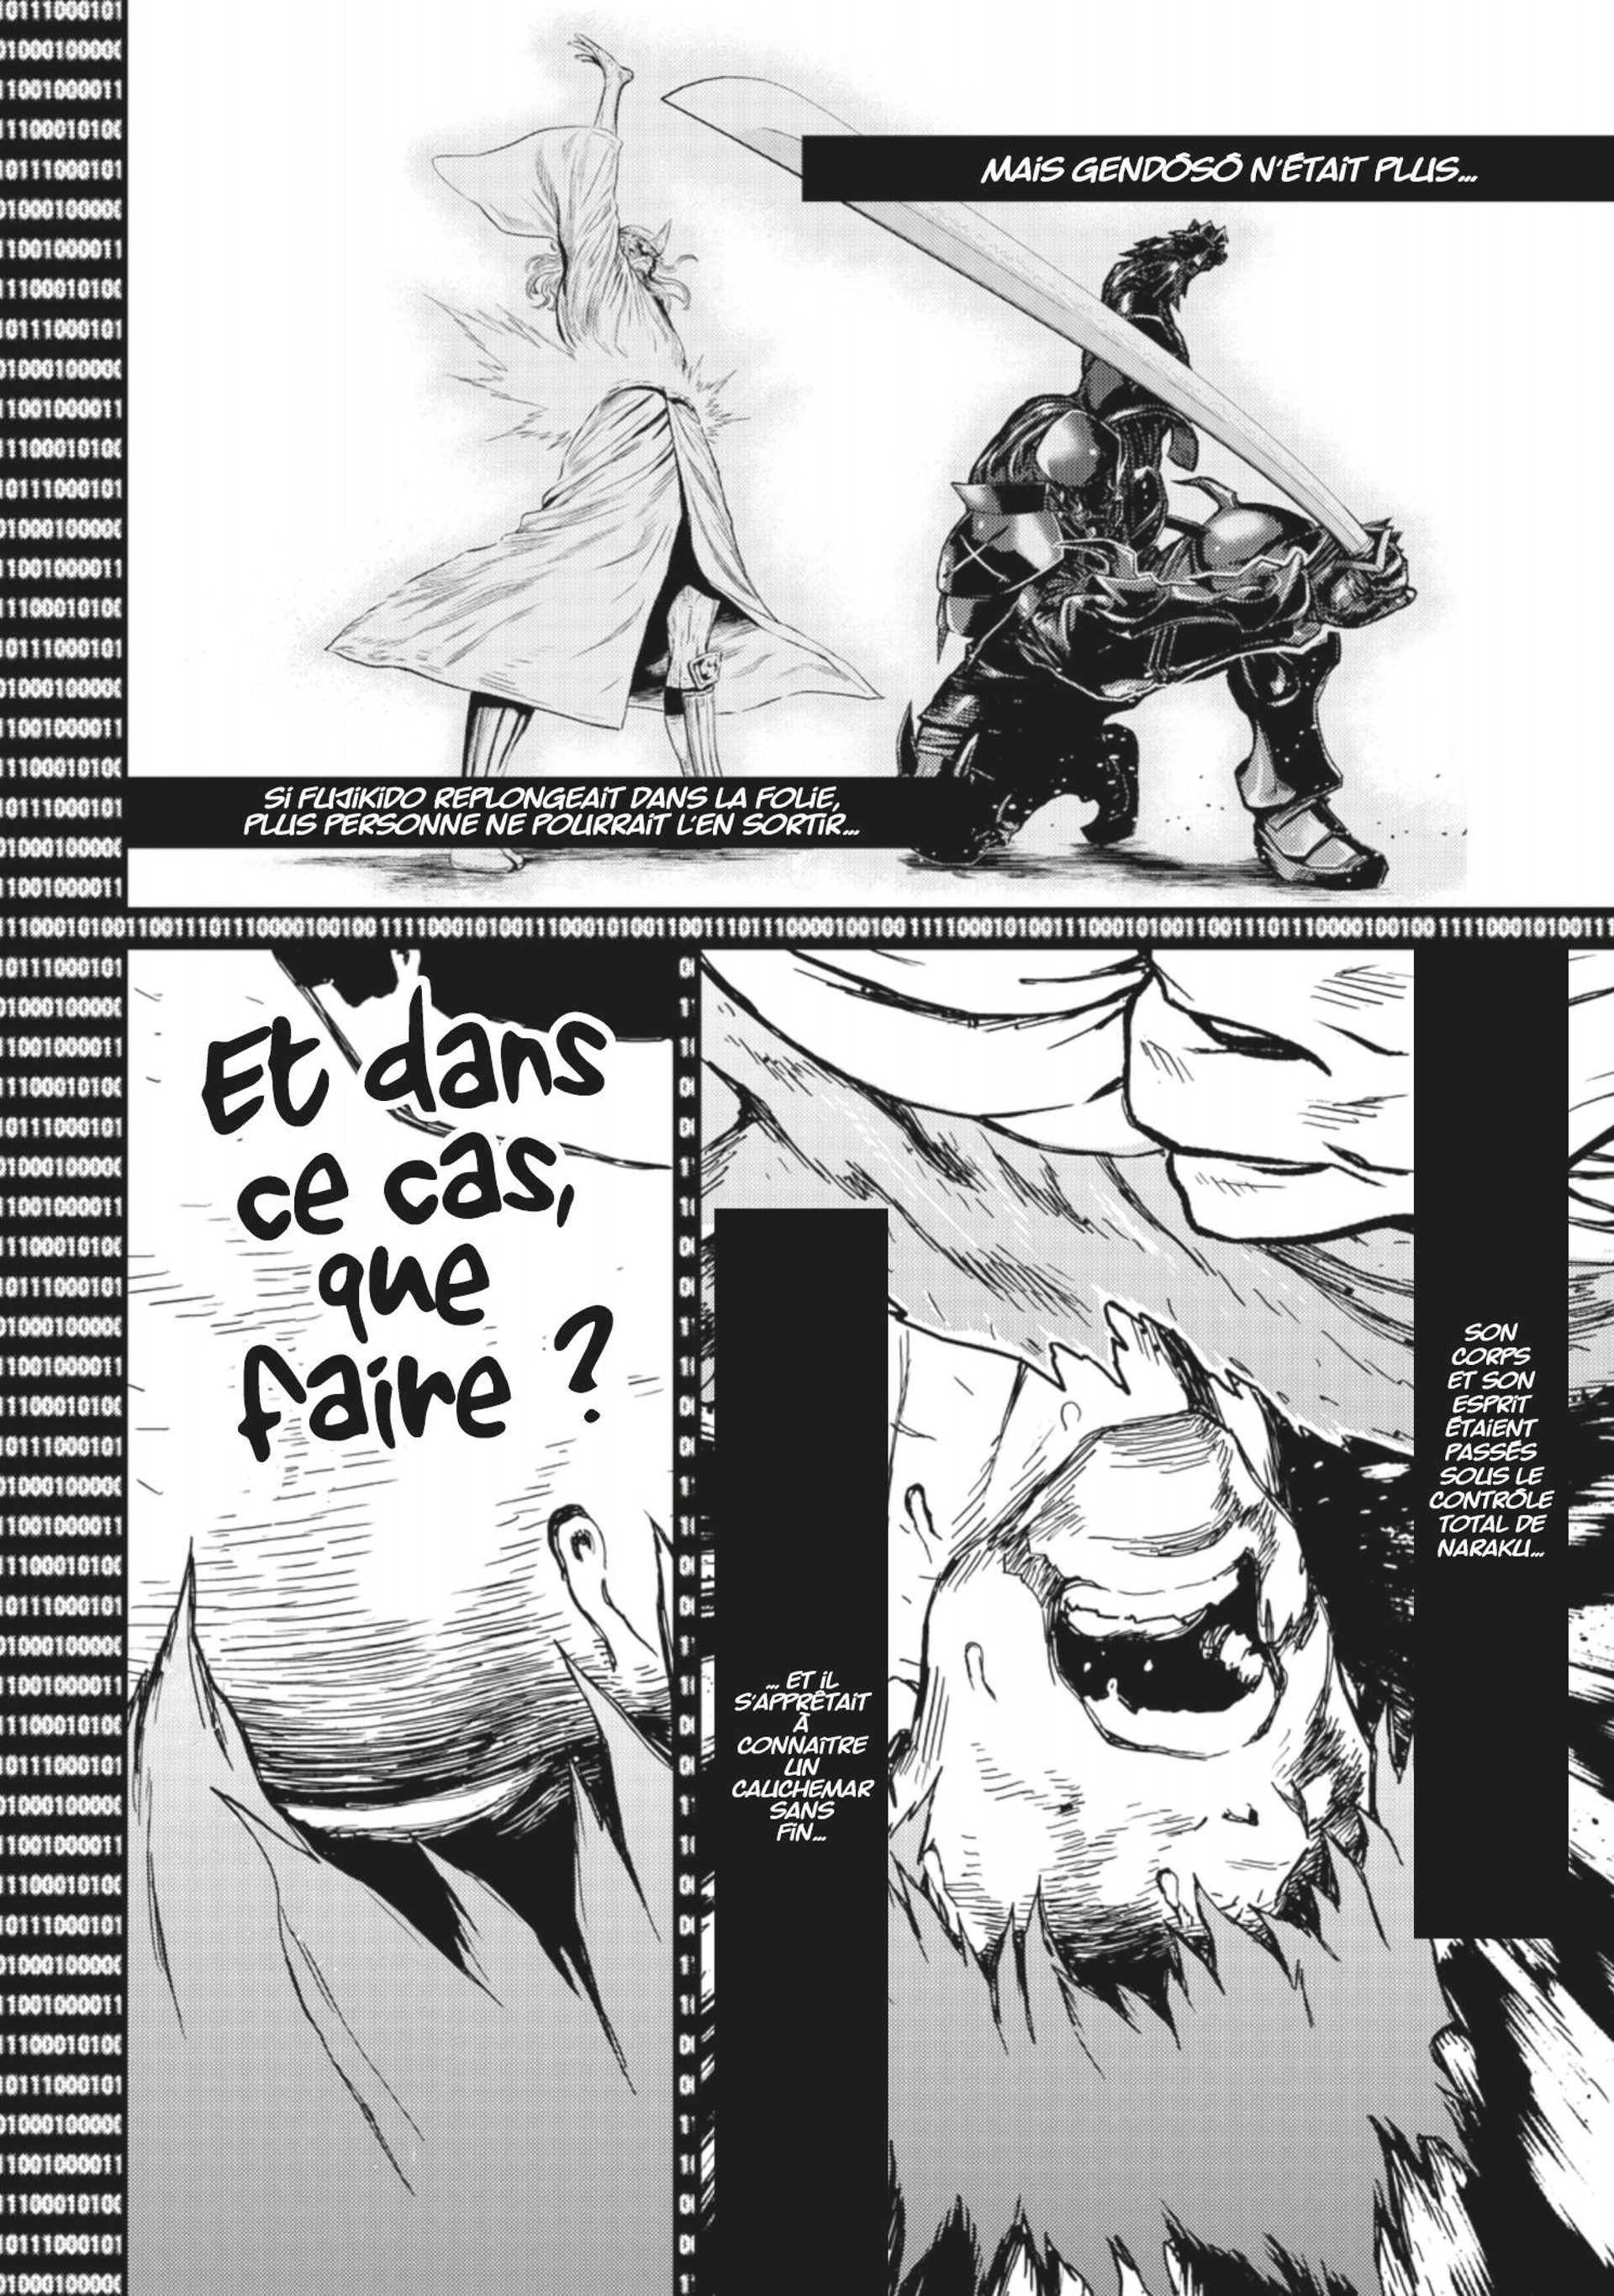 MAIS GENDÔSÔ N'ÉTAIT PLUS...
SI FUJIKIDO REPLONGEAIT DANS LA FOLIE,
PLUS PERSONNE NE POURRAIT L'EN SORTIR...
SON
CORPS
ET SON
ESPRIT
ÉTAIENT
PASSÉS
SOUS LE
CONTRÔLE
TOTAL DE
NARAKU...
... ET IL
S'APPRÊTAIT
À
CONNAÎTRE
UN
CAUCHEMAR
SANS
FIN...
Et dans
ce cas,
que
faire ?